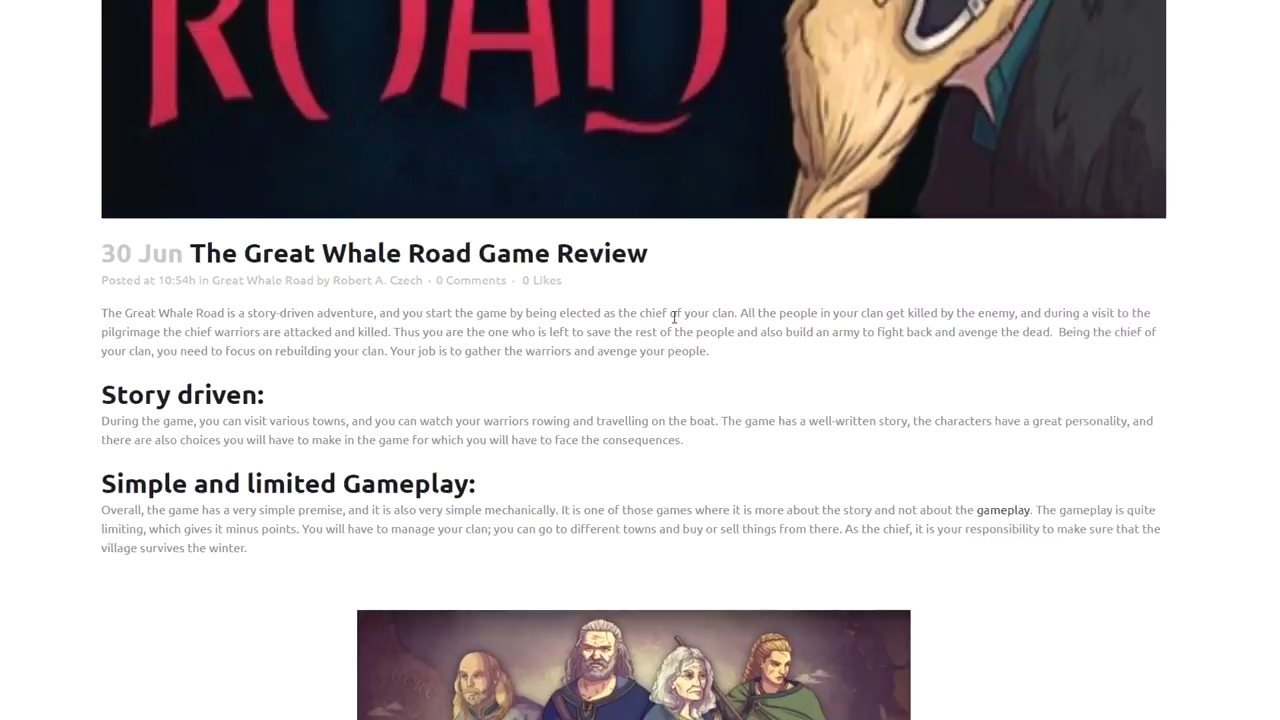 ROAD
30 Jun The Great Whale Road Game Review
Posted at 10:54h in Great Whale Road by Robert A. Czech · 0 Comments · 0 Likes
The Great Whale Road is a story-driven adventure, and you start the game by being elected as the chief of your clan. All the people in your clan get killed by the enemy, and during a visit to the
pilgrimage the chief warriors are attacked and killed. Thus you are the one who is left to save the rest of the people and also build an army to fight back and avenge the dead.  Being the chief of
your clan, you need to focus on rebuilding your clan. Your job is to gather the warriors and avenge your people.
Story driven:
During the game, you can visit various towns, and you can watch your warriors rowing and travelling on the boat. The game has a well-written story, the characters have a great personality, and
there are also choices you will have to make in the game for which you will have to face the consequences.
Simple and limited Gameplay:
Overall, the game has a very simple premise, and it is also very simple mechanically. It is one of those games where it is more about the story and not about the gameplay. The gameplay is quite
limiting, which gives it minus points. You will have to manage your clan; you can go to different towns and buy or sell things from there. As the chief, it is your responsibility to make sure that the
village survives the winter.